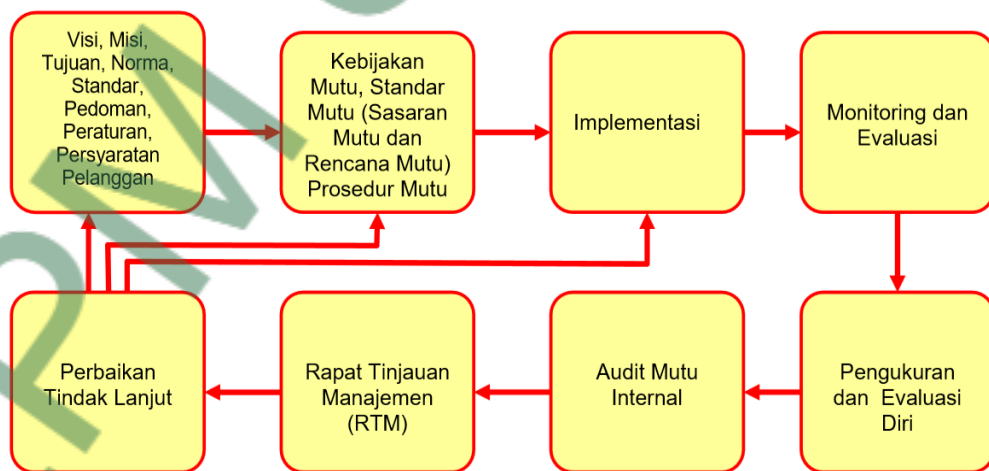 Visi, Misi,
Tujuan, Norma,
Standar,
Pedoman,
Peraturan,
Persyaratan
Pelanggan
Kebijakan
Mutu, Standar
Mutu (Sasaran
Mutu dan
Rencana Mutu)
Prosedur Mutu
Implementasi
Monitoring dan
Evaluasi
Perbaikan
Tindak Lanjut
Rapat Tinjauan
Manajemen
(RTM)
Audit Mutu
Internal
Pengukuran
dan Evaluasi
Diri